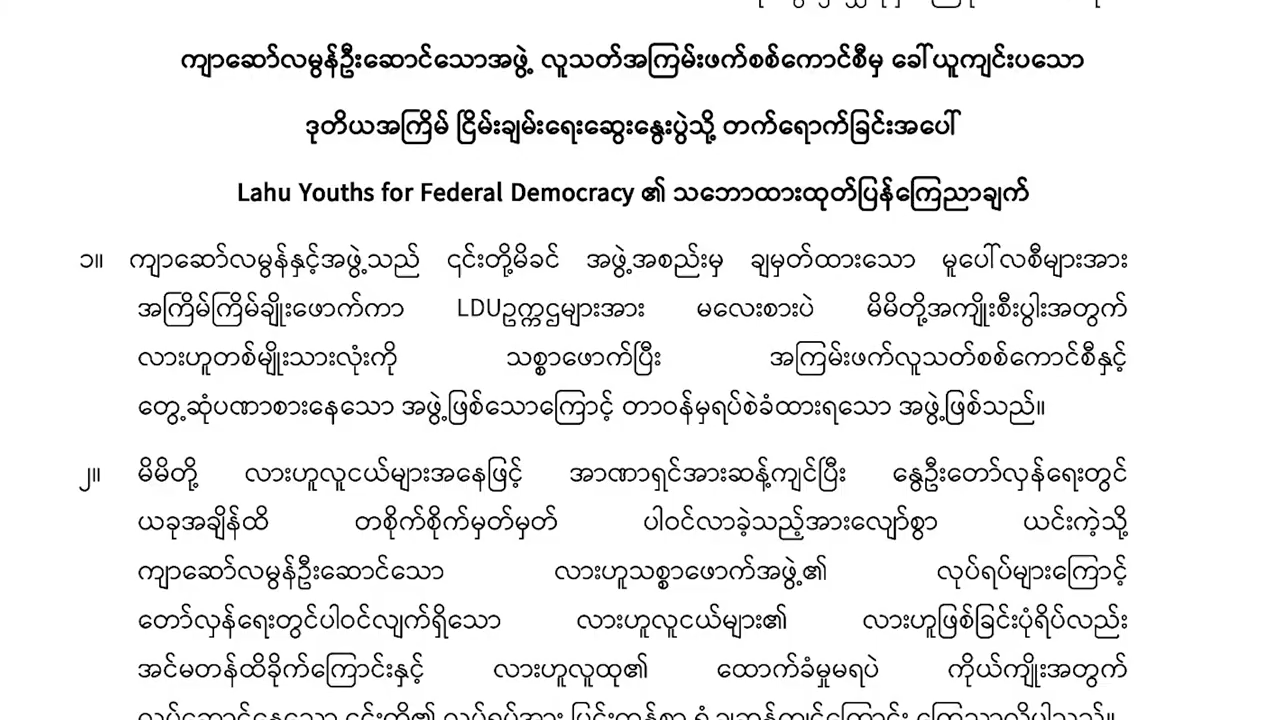 ကျာဆော်လမွန်ဦးဆောင်သောအဖွဲ့ လူသတ်အကြမ်းဖက်စစ်ကောင်စီမှ ခေါ်ယူကျင်းပသော
ဒုတိယအကြိမ် ငြိမ်းချမ်းရေးဆွေးနွေးပွဲသို့ တက်ရောက်ခြင်းအပေါ်
Lahu Youths for Federal Democracy ၏ သဘောထားထုတ်ပြန်ကြေညာချက်
၁။ ကျာဆော်လမွန်နှင့်အဖွဲ့သည် ၎င်းတို့မိခင် အဖွဲ့အစည်းမှ ချမှတ်ထားသော မူပေါ်လစီများအား
အကြိမ်ကြိမ်ချိုးဖောက်ကာ LDUဥက္ကဌများအား မလေးစားပဲ မိမိတို့အကျိုးစီးပွါးအတွက်
လားဟူတစ်မျိုးသားလုံးကို သစ္စာဖောက်ပြီး အကြမ်းဖက်လူသတ်စစ်ကောင်စီနှင့်
တွေ့ဆုံပဏာစားနေသော အဖွဲ့ဖြစ်သောကြောင့် တာဝန်မှရပ်စဲခံထားရသော အဖွဲ့ဖြစ်သည်။
၂။ မိမိတို့ လားဟူလူငယ်များအနေဖြင့် အာဏာရှင်အားဆန့်ကျင်ပြီး နွေဦးတော်လှန်ရေးတွင်
ယခုအချိန်ထိ တစိုက်စိုက်မှတ်မှတ် ပါဝင်လာခဲ့သည့်အားလျော်စွာ ယင်းကဲ့သို့
ကျာဆော်လမွန်ဦးဆောင်သော လားဟူသစ္စာဖောက်အဖွဲ့၏ လုပ်ရပ်များကြောင့်
တော်လှန်ရေးတွင်ပါဝင်လျက်ရှိသော လားဟူလူငယ်များ၏ လားဟူဖြစ်ခြင်းပုံရိပ်လည်း
အင်မတန်ထိခိုက်ကြောင်းနှင့် လားဟူလူထု၏ ထောက်ခံမှုမရပဲ ကိုယ်ကျိုးအတွက်